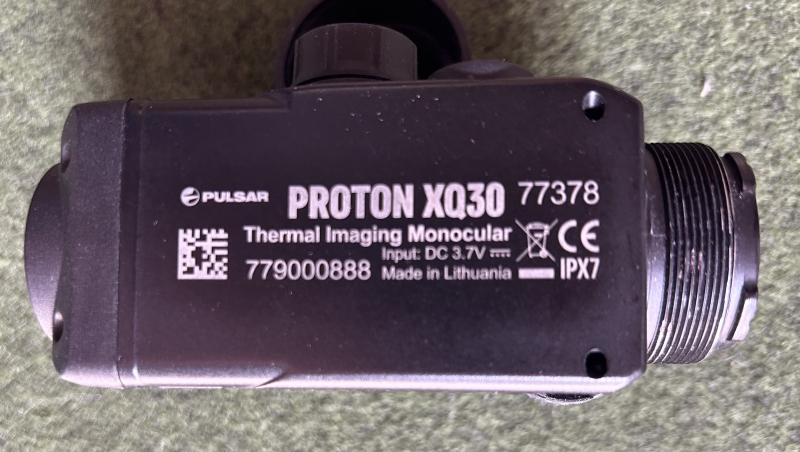 PULSAR PROTON XQ30 77378
Thermal Imaging Monocular
Input: DC 3.7V
779000888 Made in Lithuania IPX7
CE